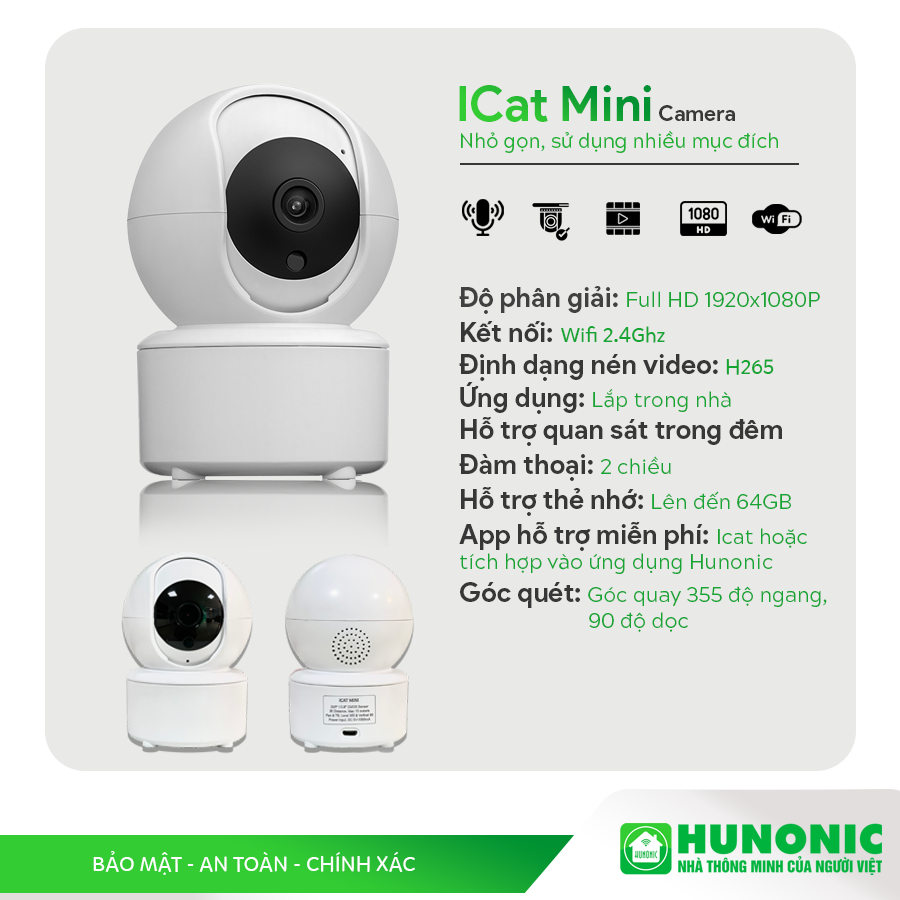 ICat Mini Camera
Nhỏ gọn, sử dụng nhiều mục đích
1080
HD
Wi Fi
Độ phân giải: Full HD 1920x1080P
Kết nối: Wifi 2.4Ghz
Định dạng nén video: H265
Ứng dụng: Lắp trong nhà
Hỗ trợ quan sát trong đêm
Đàm thoại: 2 chiều
Hỗ trợ thẻ nhớ: Lên đến 64GB
App hỗ trợ miễn phí: Icat hoặc
tích hợp vào ứng dụng Hunonic
Góc quét: Góc quay 355 độ ngang,
90 độ dọc
ICAT MINI
BẢO MẬT - AN TOÀN - CHÍNH XÁC
HUNONIC
HUNONIC
NHÀ THÔNG MINH CỦA NGƯỜI VIỆT